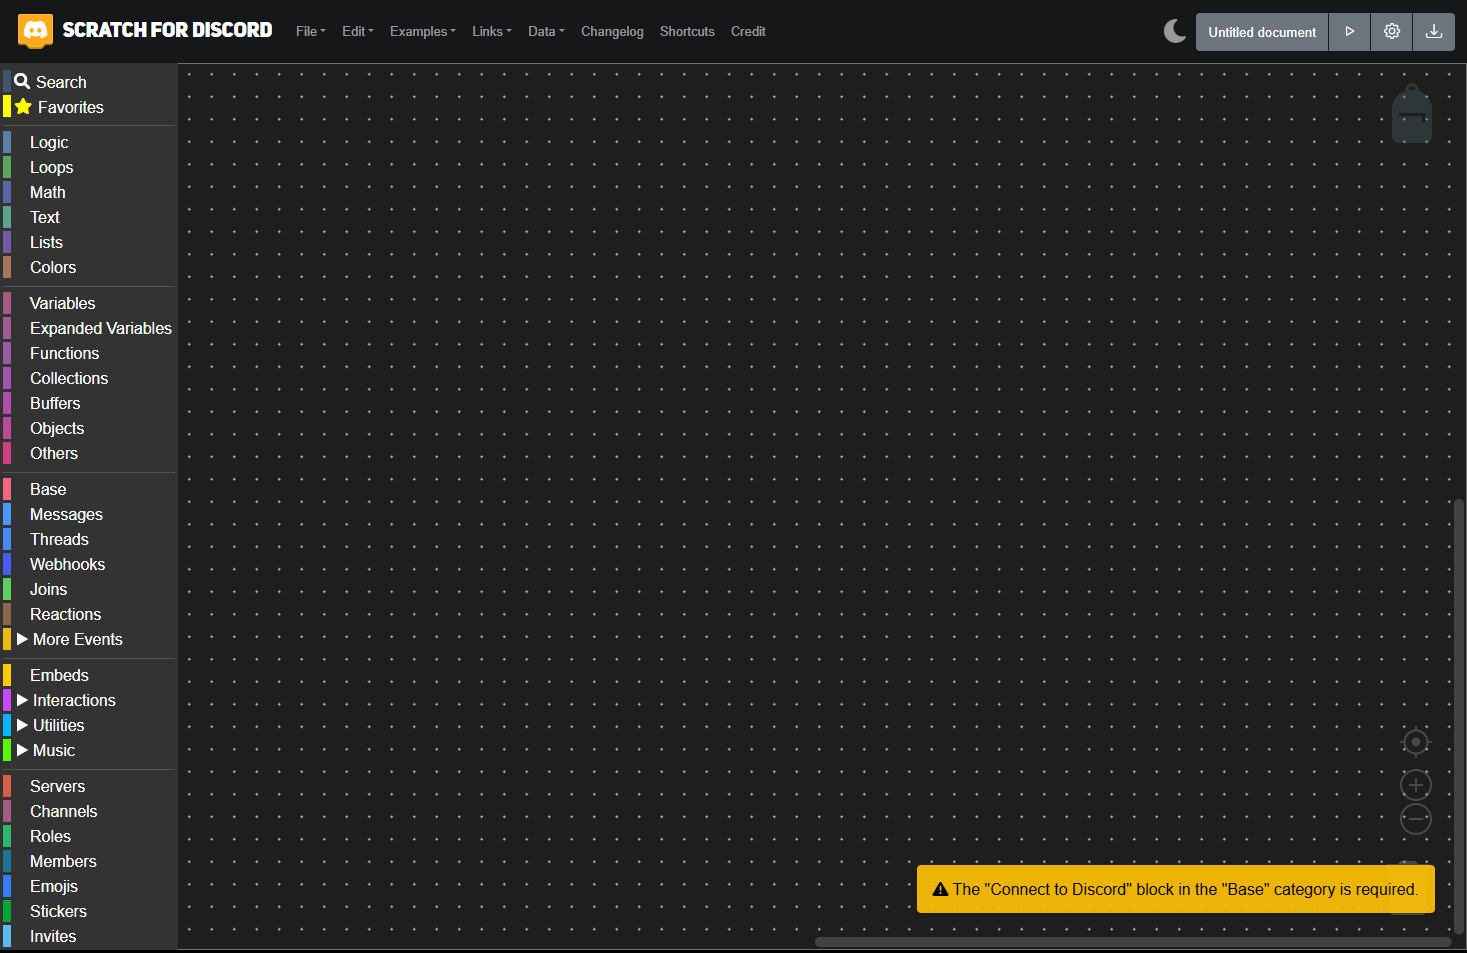 SCRATCH FOR DISCORD File Edit Examples Links Data Changelog Shortcuts Credit Untitled document
Search
Favorites
Logic
Loops
Math
Text
Lists
Colors
Variables
Expanded Variables
Functions
Collections
Buffers
Objects
Others
Base
Messages
Threads
Webhooks
Joins
Reactions
More Events
Embeds
Interactions
Utilities
Music
Servers
Channels
Roles
Members
Emojis
Stickers
Invites
The "Connect to Discord" block in the "Base" category is required.